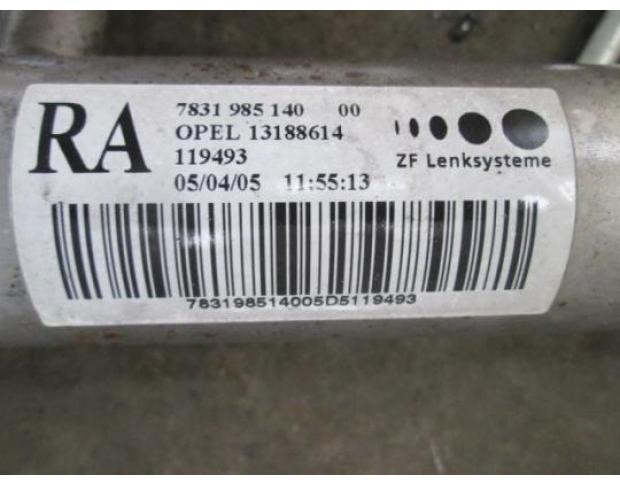 RA
7831 985 140 00
OPEL 13188614
119493
05/04/05 11:55:13
ZF Lenksysteme
783198514005D5119493